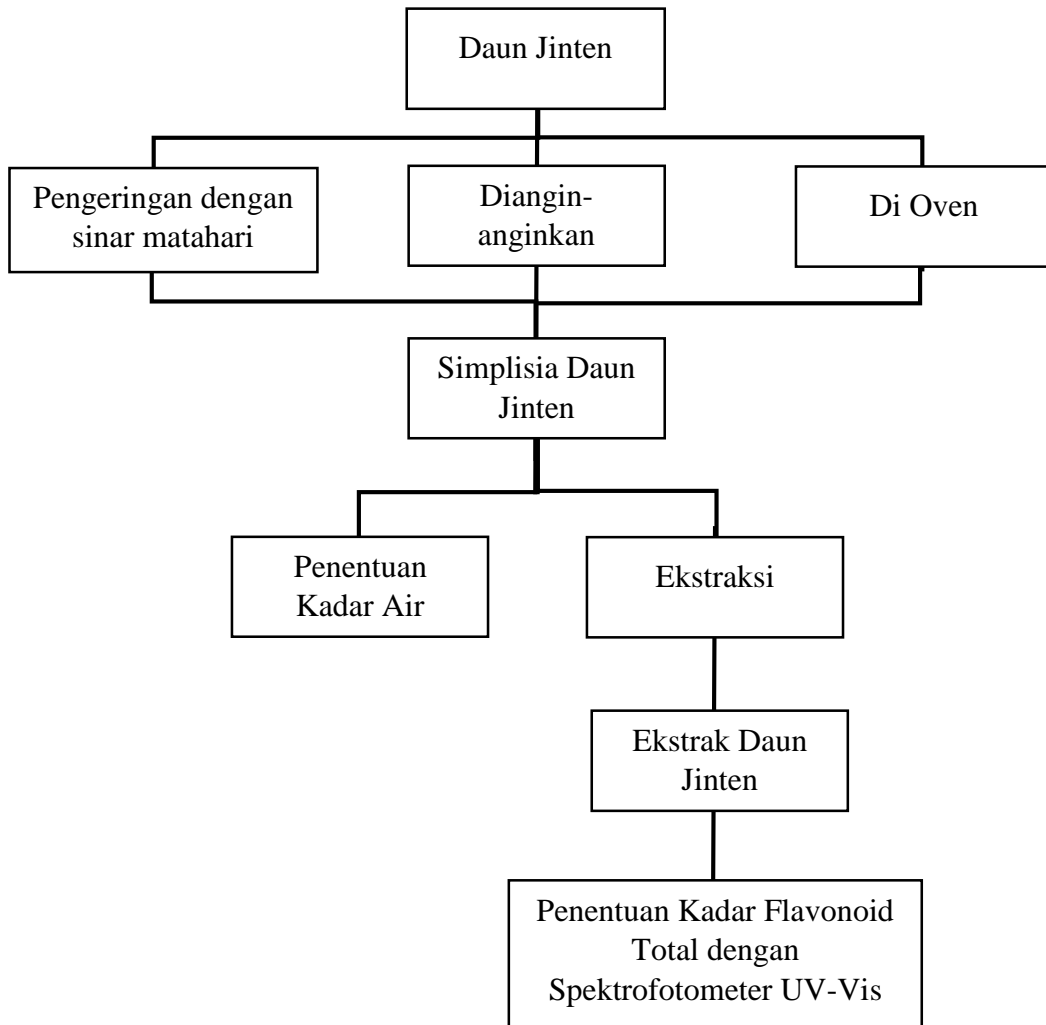 Daun Jinten
Pengeringan dengan
sinar matahari
Diangin-
anginkan
Di Oven
Simplisia Daun
Jinten
Penentuan
Kadar Air
Ekstraksi
Ekstrak Daun
Jinten
Penentuan Kadar Flavonoid
Total dengan
Spektrofotometer UV-Vis